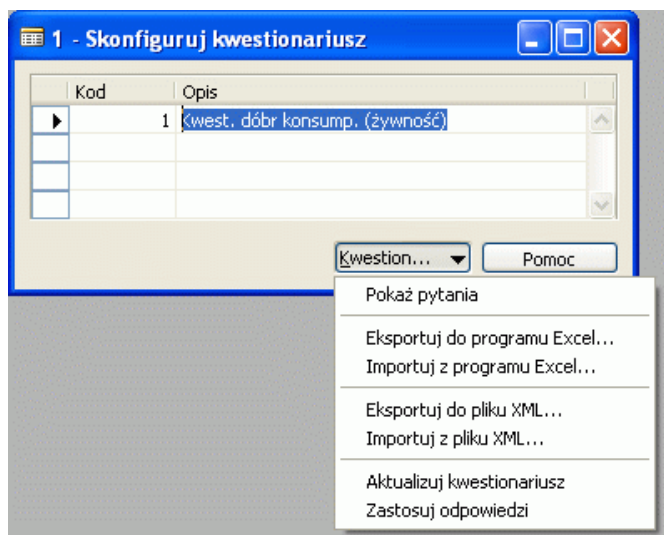 1 - Skonfiguruj kwestionariusz
Kod Opis
1 Kwest. dóbr konsump. (żywność)
Kwestion... Pomoc
Pokaż pytania
Eksportuj do programu Excel...
Importuj z programu Excel...
Eksportuj do pliku XML...
Importuj z pliku XML...
Aktualizuj kwestionariusz
Zastosuj odpowiedzi